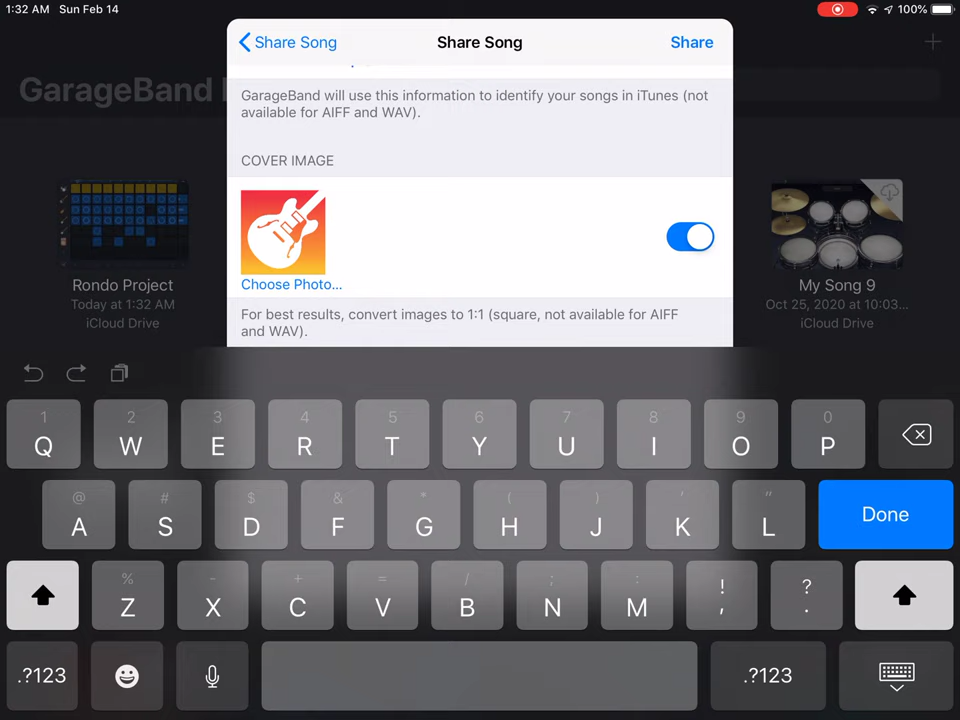 1:32 AM Sun Feb 14
100%
Share Song
Share Song
Share
GarageBand
GarageBand will use this information to identify your songs in iTunes (not
available for AIFF and WAV).
COVER IMAGE
Choose Photo...
For best results, convert images to 1:1 (square, not available for AIFF
and WAV).
Rondo Project
Today at 1:32 AM
iCloud Drive
My Song 9
Oct 25, 2020 at 10:03...
iCloud Drive
1 2 3 4 5 6 7 8 9 0
Q W E R T Y U I O P
@ # $ & * ( ) ' "
A S D F G H J K L Done
% - + = / ; : ! ?
Z X C V B N M , .
.?123 .?123